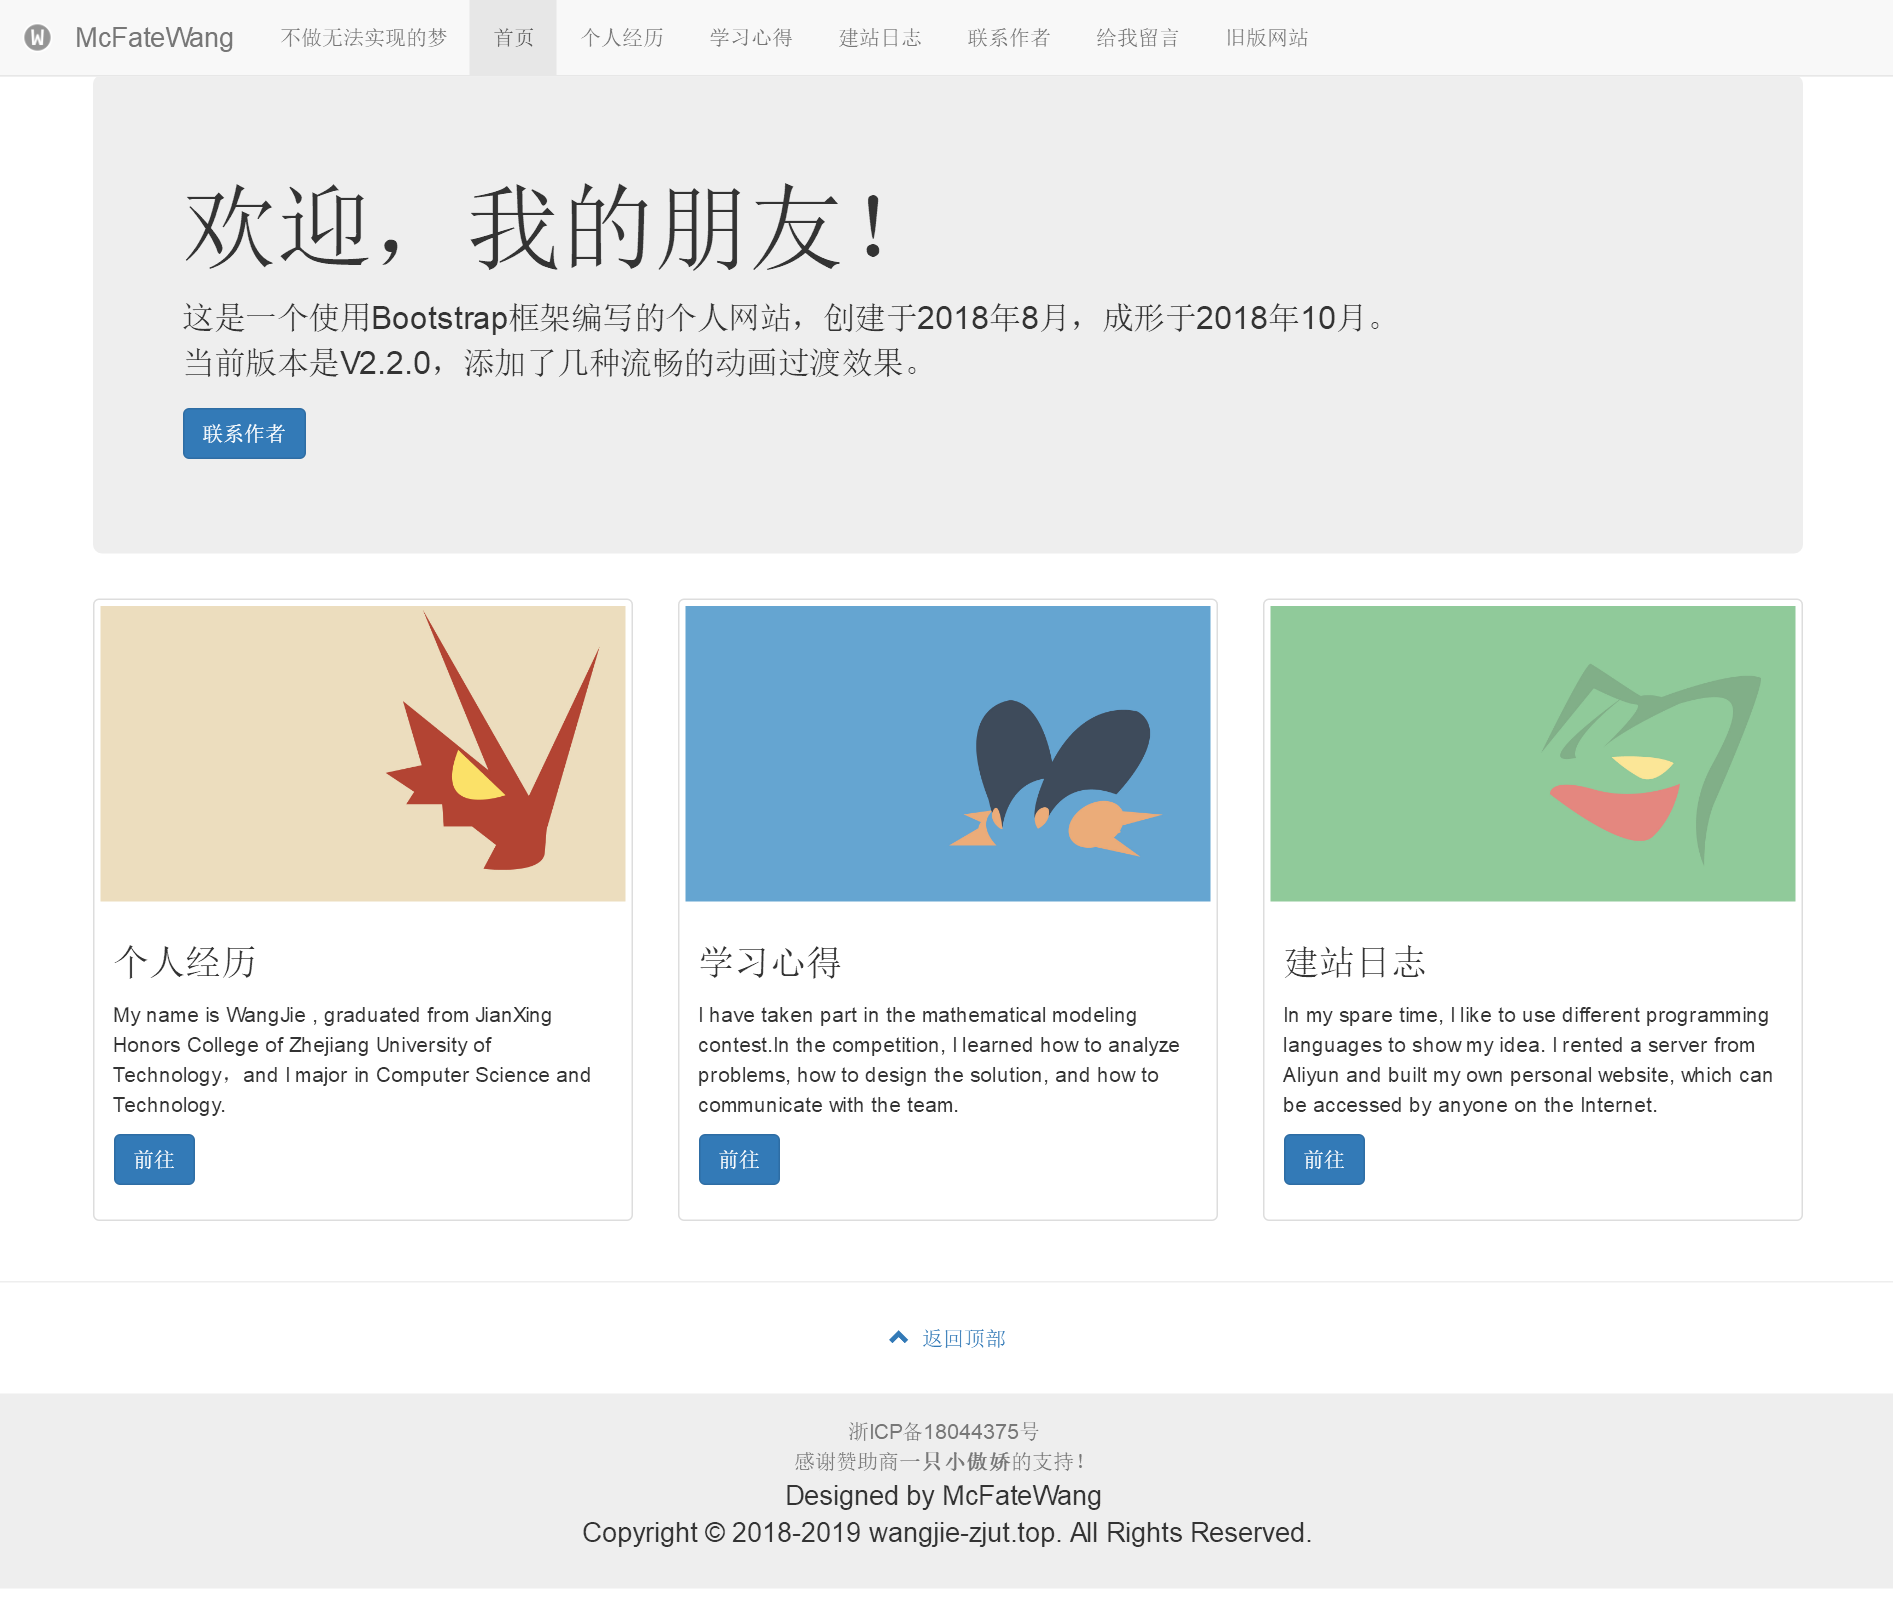 W McFateWang 不做无法实现的梦 首页 个人经历 学习心得 建站日志 联系作者 给我留言 旧版网站
欢迎，我的朋友！
这是一个使用Bootstrap框架编写的个人网站，创建于2018年8月，成形于2018年10月。
当前版本是V2.2.0，添加了几种流畅的动画过渡效果。
联系作者
个人经历
My name is WangJie , graduated from JianXing
Honors College of Zhejiang University of
Technology，and I major in Computer Science and
Technology.
前往
学习心得
I have taken part in the mathematical modeling
contest.In the competition, I learned how to analyze
problems, how to design the solution, and how to
communicate with the team.
前往
建站日志
In my spare time, I like to use different programming
languages to show my idea. I rented a server from
Aliyun and built my own personal website, which can
be accessed by anyone on the Internet.
前往
返回顶部
浙ICP备18044375号
感谢赞助商一只小傲娇的支持！
Designed by McFateWang
Copyright © 2018-2019 wangjie-zjut.top. All Rights Reserved.